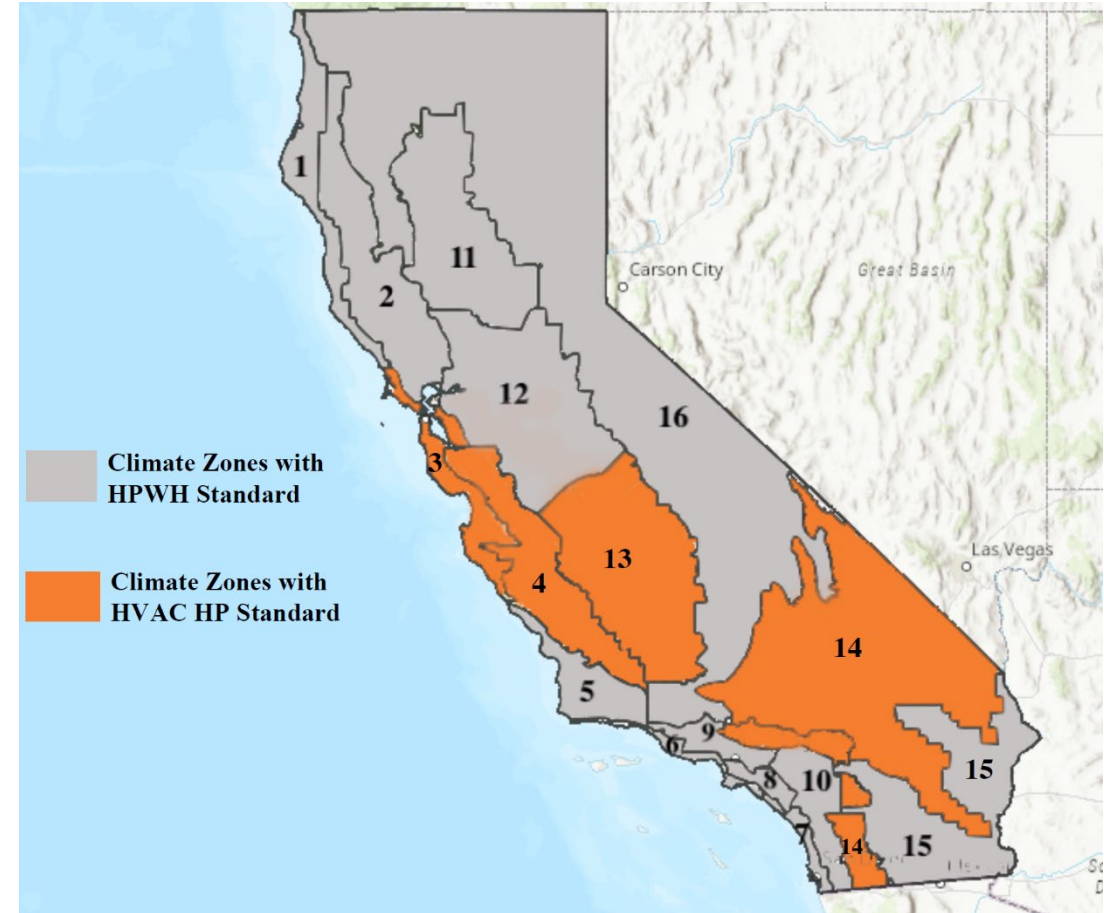 1
11
Carson City
Great Basin
2
12
16
3
Climate Zones with
HPWH Standard
Las Vegas
13
Climate Zones with
HVAC HP Standard
4
14
5
9
6
15
8
10
7
14
15